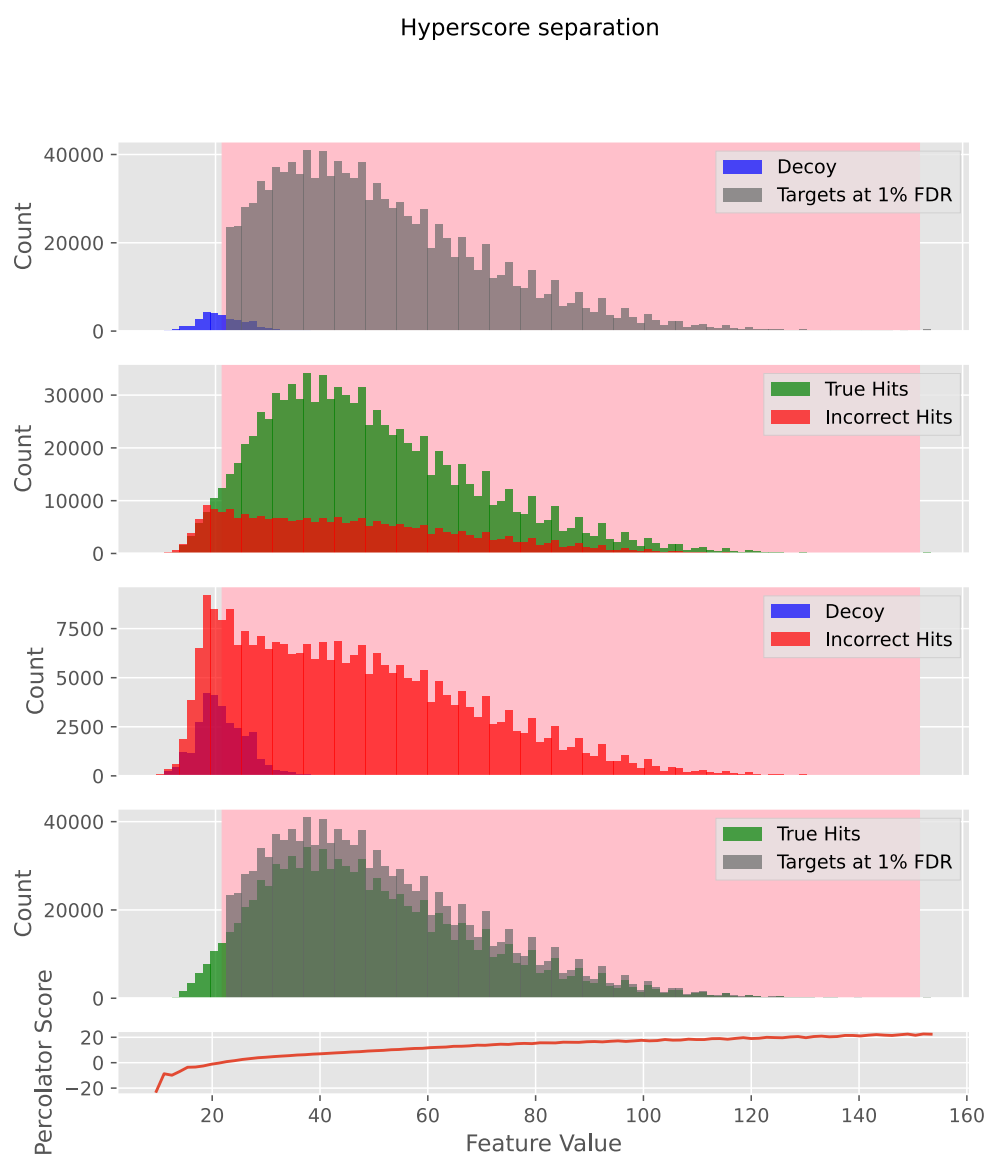 Hyperscore separation
40000
20000
0
Count
Decoy
Targets at 1% FDR
30000
20000
10000
0
Count
True Hits
Incorrect Hits
7500
5000
2500
0
Count
Decoy
Incorrect Hits
40000
20000
0
Count
True Hits
Targets at 1% FDR
20
0
−20
Percolator Score
20 40 60 80 100 120 140 160
Feature Value